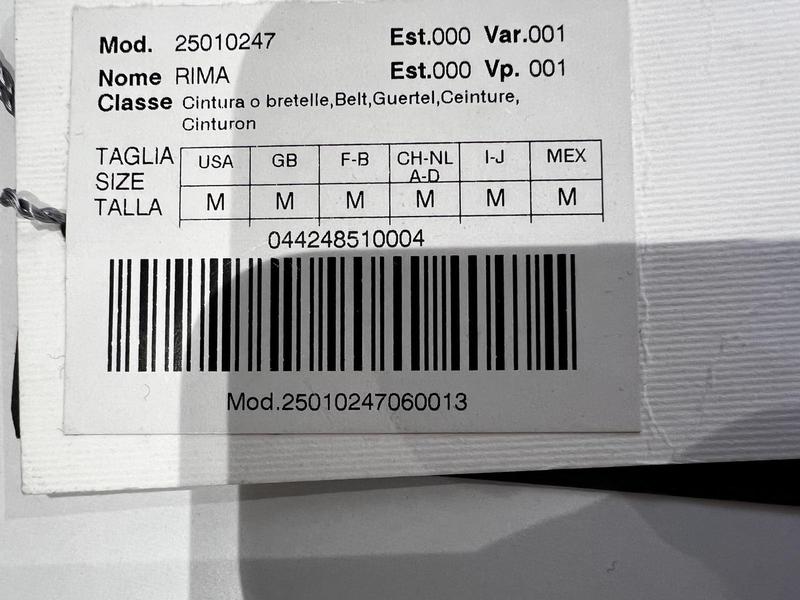 Mod. 25010247 Est.000 Var.001
Nome RIMA Est.000 Vp. 001
Classe Cintura o bretelle,Belt,Guertel,Ceinture,
Cinturon
TAGLIA USA GB F-B CH-NL I-J MEX
SIZE A-D
TALLA M M M M M M
044248510004
Mod.25010247060013